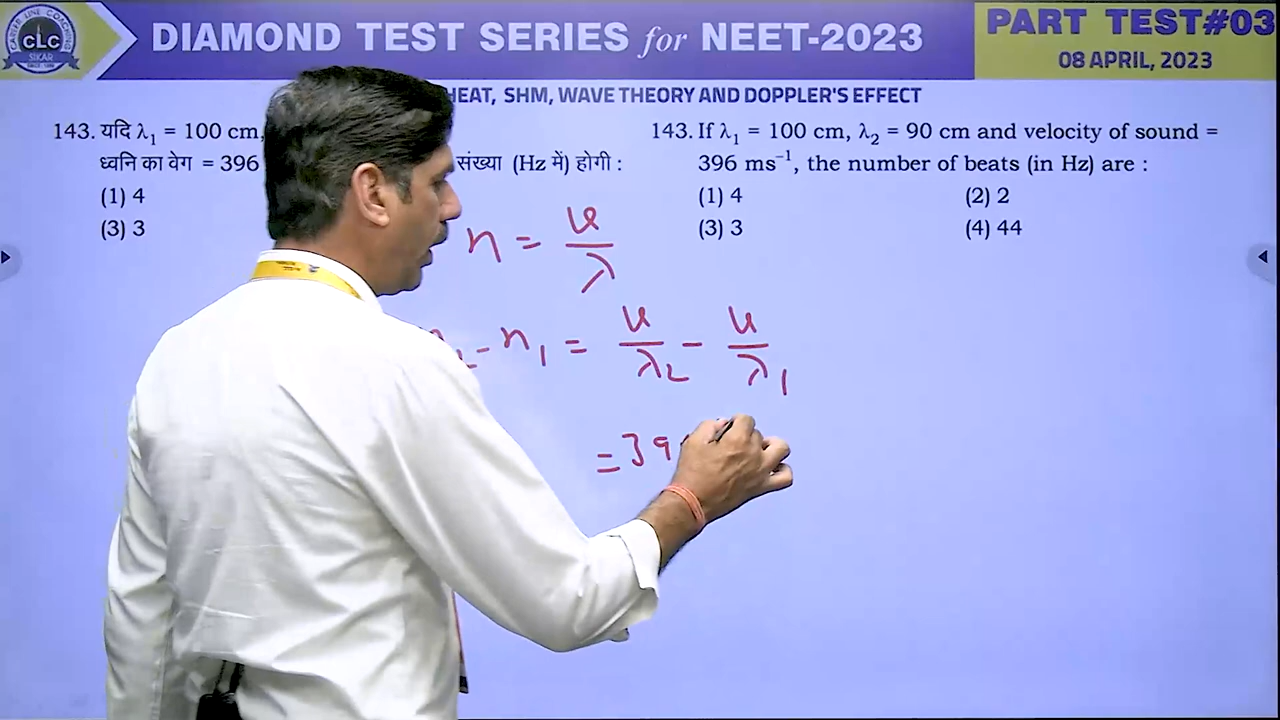 CLC
SIKAR
DIAMOND TEST SERIES for NEET-2023
PART TEST#03
08 APRIL, 2023
HEAT, SHM, WAVE THEORY AND DOPPLER'S EFFECT
143. यदि λ₁ = 100 cm,
ध्वनि का वेग = 396 संख्या (Hz में) होगी :
(1) 4
(3) 3
143. If λ₁ = 100 cm, λ₂ = 90 cm and velocity of sound =
396 ms⁻¹, the number of beats (in Hz) are :
(1) 4 (2) 2
(3) 3 (4) 44
n = v/λ
- n₁ = v/λ₂ - v/λ₁
= 39